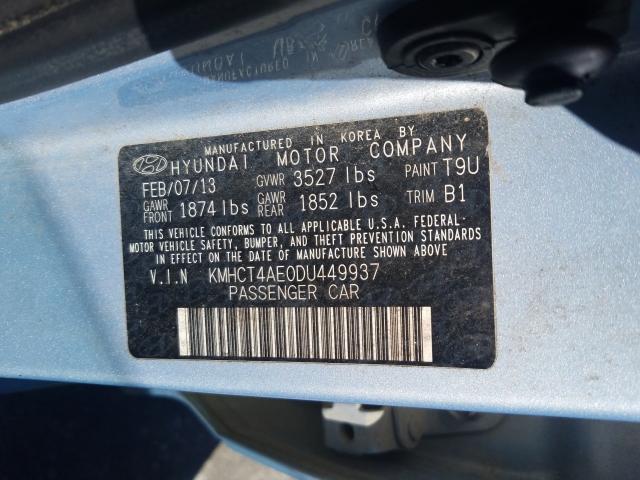 MANUFACTURED IN KOREA BY
HYUNDAI MOTOR COMPANY
FEB/07/13 GVWR 3527 lbs PAINT T9U
GAWR FRONT 1874 lbs GAWR REAR 1852 lbs TRIM B1
THIS VEHICLE CONFORMS TO ALL APPLICABLE U.S.A. FEDERAL-
MOTOR VEHICLE SAFETY, BUMPER, AND THEFT PREVENTION STANDARDS
IN EFFECT ON THE DATE OF MANUFACTURE SHOWN ABOVE
V.I.N KMHCT4AE0DU449937
PASSENGER CAR